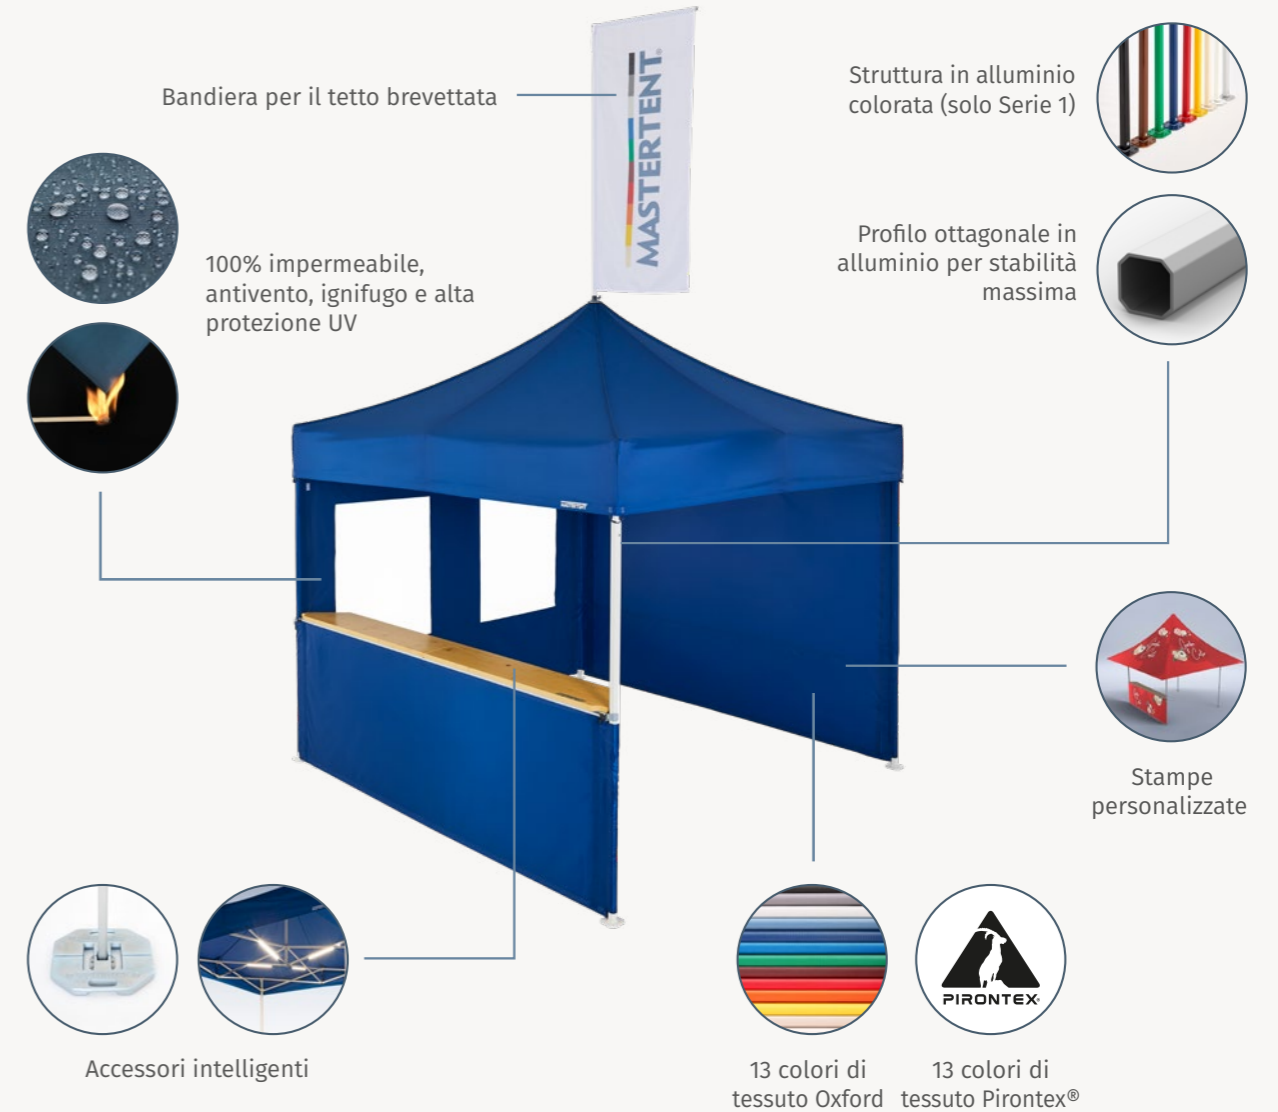 MASTERTENT®
Bandiera per il tetto brevettata
Struttura in alluminio
colorata (solo Serie 1)
100% impermeabile,
antivento, ignifugo e alta
protezione UV
Profilo ottagonale in
alluminio per stabilità
massima
Stampe
personalizzate
Accessori intelligenti
13 colori di
tessuto Oxford
PIRONTEX®
13 colori di
tessuto Pirontex®